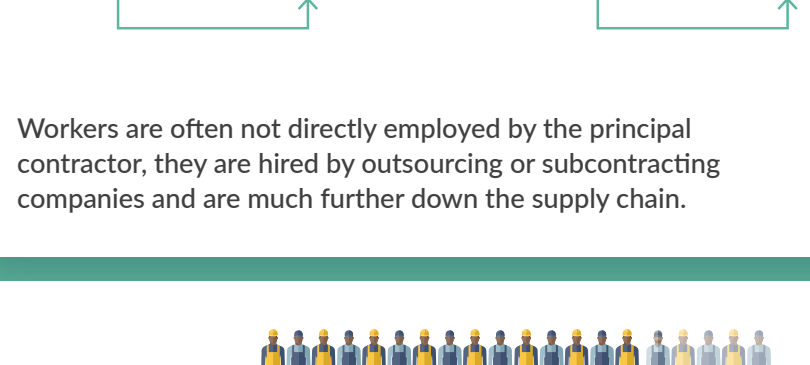 Workers are often not directly employed by the principal
contractor, they are hired by outsourcing or subcontracting
companies and are much further down the supply chain.